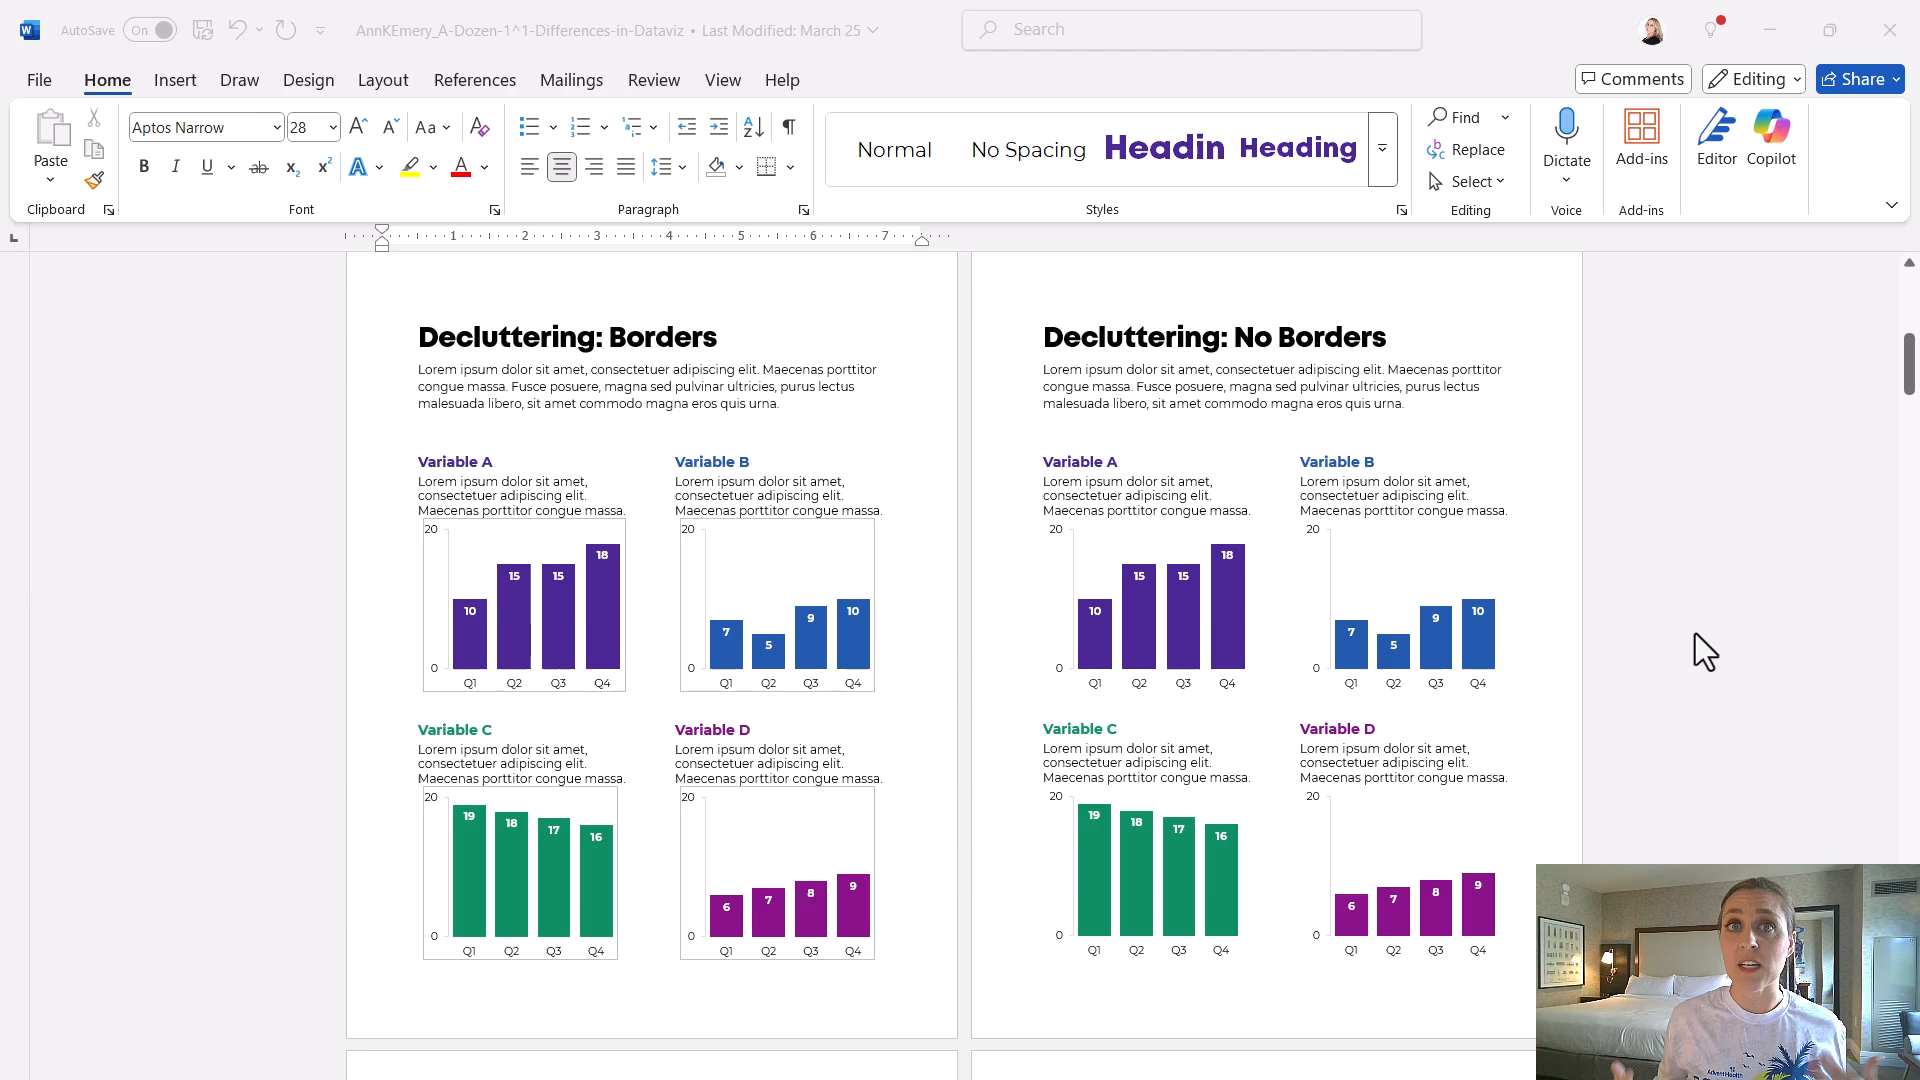 AutoSave On AnnKEmery_A-Dozen-1^1-Differences-in-Dataviz • Last Modified: March 25 Search
File Home Insert Draw Design Layout References Mailings Review View Help Comments Editing Share
Paste
Clipboard
Aptos Narrow 28
Font
Paragraph
Normal No Spacing Headin Heading
Styles
Find
Replace
Select
Editing
Dictate
Voice
Add-ins
Add-ins
Editor
Copilot
1 2 3 4 5 6 7
Decluttering: Borders
Lorem ipsum dolor sit amet, consectetuer adipiscing elit. Maecenas porttitor
congue massa. Fusce posuere, magna sed pulvinar ultricies, purus lectus
malesuada libero, sit amet commodo magna eros quis urna.
Variable A
Lorem ipsum dolor sit amet,
consectetuer adipiscing elit.
Maecenas porttitor congue massa.
20
10 15 15 18
0
Q1 Q2 Q3 Q4
Variable B
Lorem ipsum dolor sit amet,
consectetuer adipiscing elit.
Maecenas porttitor congue massa.
20
7 5 9 10
0
Q1 Q2 Q3 Q4
Variable C
Lorem ipsum dolor sit amet,
consectetuer adipiscing elit.
Maecenas porttitor congue massa.
20
19 18 17 16
0
Q1 Q2 Q3 Q4
Variable D
Lorem ipsum dolor sit amet,
consectetuer adipiscing elit.
Maecenas porttitor congue massa.
20
6 7 8 9
0
Q1 Q2 Q3 Q4
Decluttering: No Borders
Lorem ipsum dolor sit amet, consectetuer adipiscing elit. Maecenas porttitor
congue massa. Fusce posuere, magna sed pulvinar ultricies, purus lectus
malesuada libero, sit amet commodo magna eros quis urna.
Variable A
Lorem ipsum dolor sit amet,
consectetuer adipiscing elit.
Maecenas porttitor congue massa.
20
10 15 15 18
0
Q1 Q2 Q3 Q4
Variable B
Lorem ipsum dolor sit amet,
consectetuer adipiscing elit.
Maecenas porttitor congue massa.
20
7 5 9 10
0
Q1 Q2 Q3 Q4
Variable C
Lorem ipsum dolor sit amet,
consectetuer adipiscing elit.
Maecenas porttitor congue massa.
20
19 18 17 16
0
Q1 Q2 Q3 Q4
Variable D
Lorem ipsum dolor sit amet,
consectetuer adipiscing elit.
Maecenas porttitor congue massa.
20
6 7 8 9
0
Q1 Q2 Q3 Q4
AdventHealth